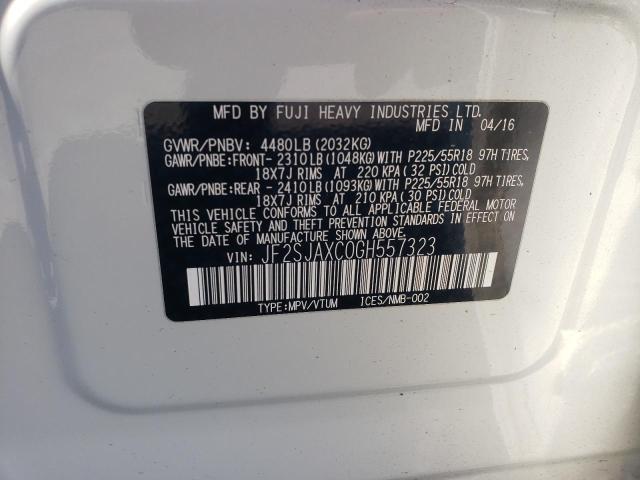 MFD BY FUJI HEAVY INDUSTRIES LTD.
MFD IN 04/16
GVWR/PNBV: 4480LB (2032KG)
GAWR/PNBE:FRONT- 2310LB(1048KG)WITH P225/55R18 97H TIRES,
18X7J RIMS AT 220 KPA( 32 PSI)COLD
GAWR/PNBE:REAR - 2410LB(1093KG)WITH P225/55R18 97H TIRES,
18X7J RIMS AT 210 KPA( 30 PSI)COLD
THIS VEHICLE CONFORMS TO ALL APPLICABLE FEDERAL MOTOR
VEHICLE SAFETY AND THEFT PREVENTION STANDARDS IN EFFECT
ON THE DATE OF MANUFACTURE SHOWN ABOVE.
VIN: JF2SJAXC0GH557323
TYPE:MPV/VTUM ICES/NMB-002